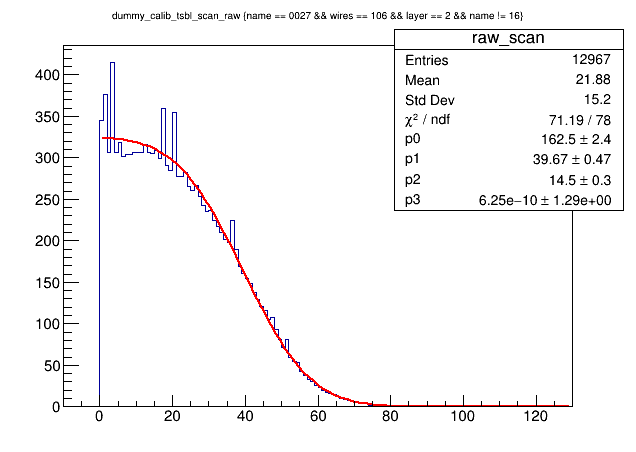 dummy_calib_tsbl_scan_raw {name == 0027 && wires == 106 && layer == 2 && name != 16}
raw_scan
Entries 12967
Mean 21.88
Std Dev 15.2
χ² / ndf 71.19 / 78
p0 162.5 ± 2.4
p1 39.67 ± 0.47
p2 14.5 ± 0.3
p3 6.25e−10 ± 1.29e+00
400
350
300
250
200
150
100
50
0
0 20 40 60 80 100 120